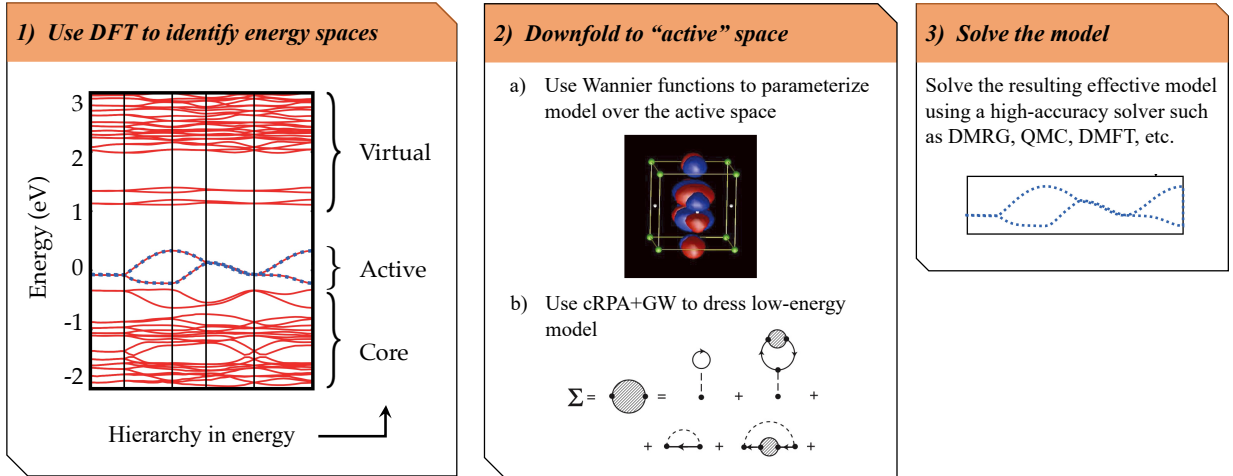 1) Use DFT to identify energy spaces
Energy (eV)
3
2
1
0
-1
-2
Virtual
Active
Core
Hierarchy in energy
2) Downfold to “active” space
a) Use Wannier functions to parameterize
model over the active space
b) Use cRPA+GW to dress low-energy
model
Σ = = + +
+ + +
3) Solve the model
Solve the resulting effective model
using a high-accuracy solver such
as DMRG, QMC, DMFT, etc.